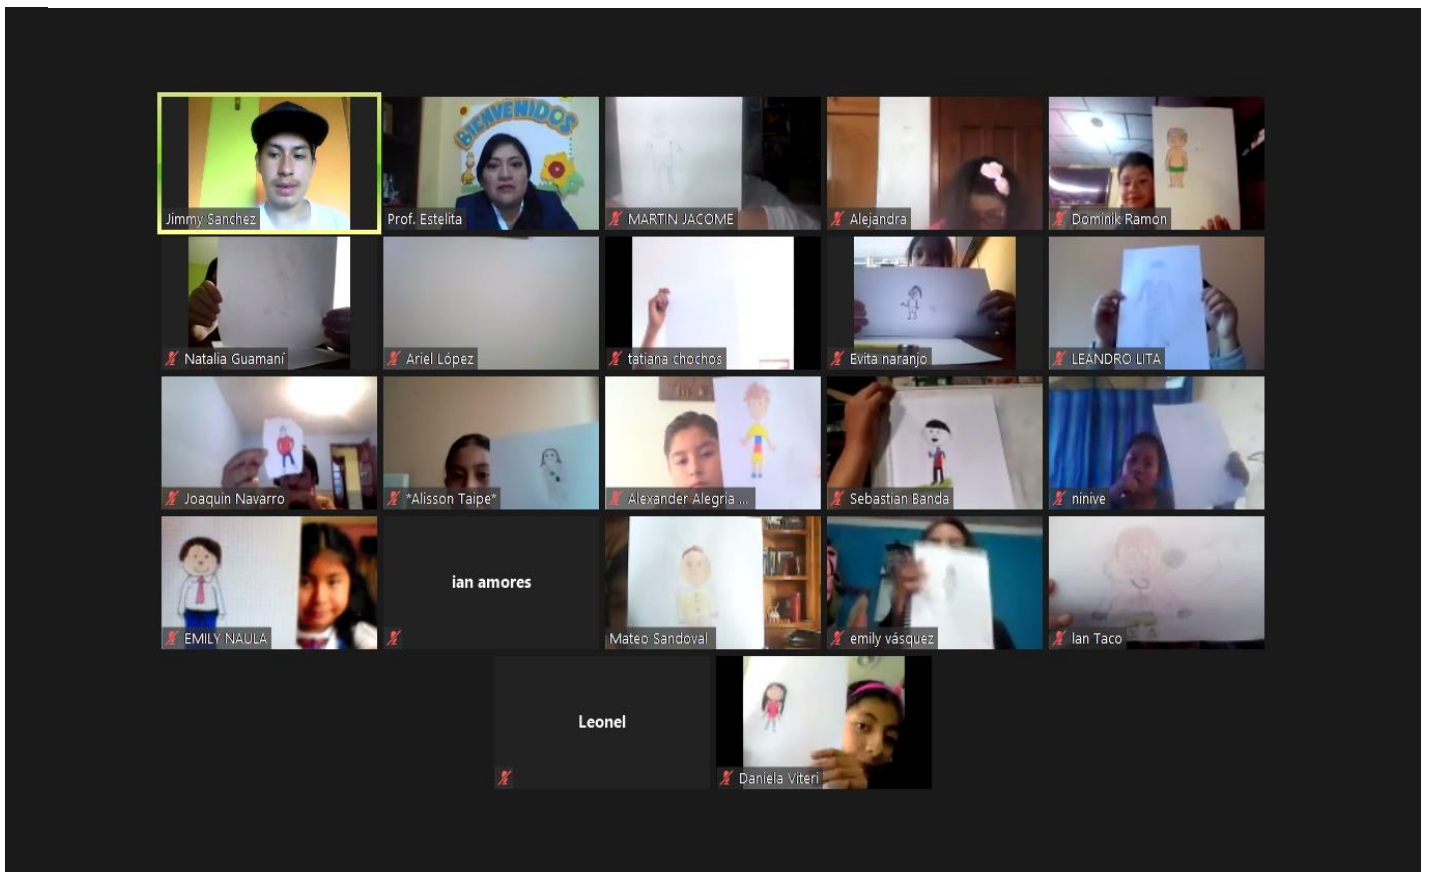 BIENVENIDOS
Jimmy Sanchez
Prof. Estelita
MARTIN JACOME
Alejandra
Dominik Ramon
Natalia Guamaní
Ariel López
tatiana chochos
Evita naranjo
LEANDRO LITA
Joaquin Navarro
*Alisson Taipe*
Alexander Alegria ...
Sebastian Banda
ninive
EMILY NAULA
ian amores
Mateo Sandoval
emily vásquez
Ian Taco
Leonel
Daniela Viteri